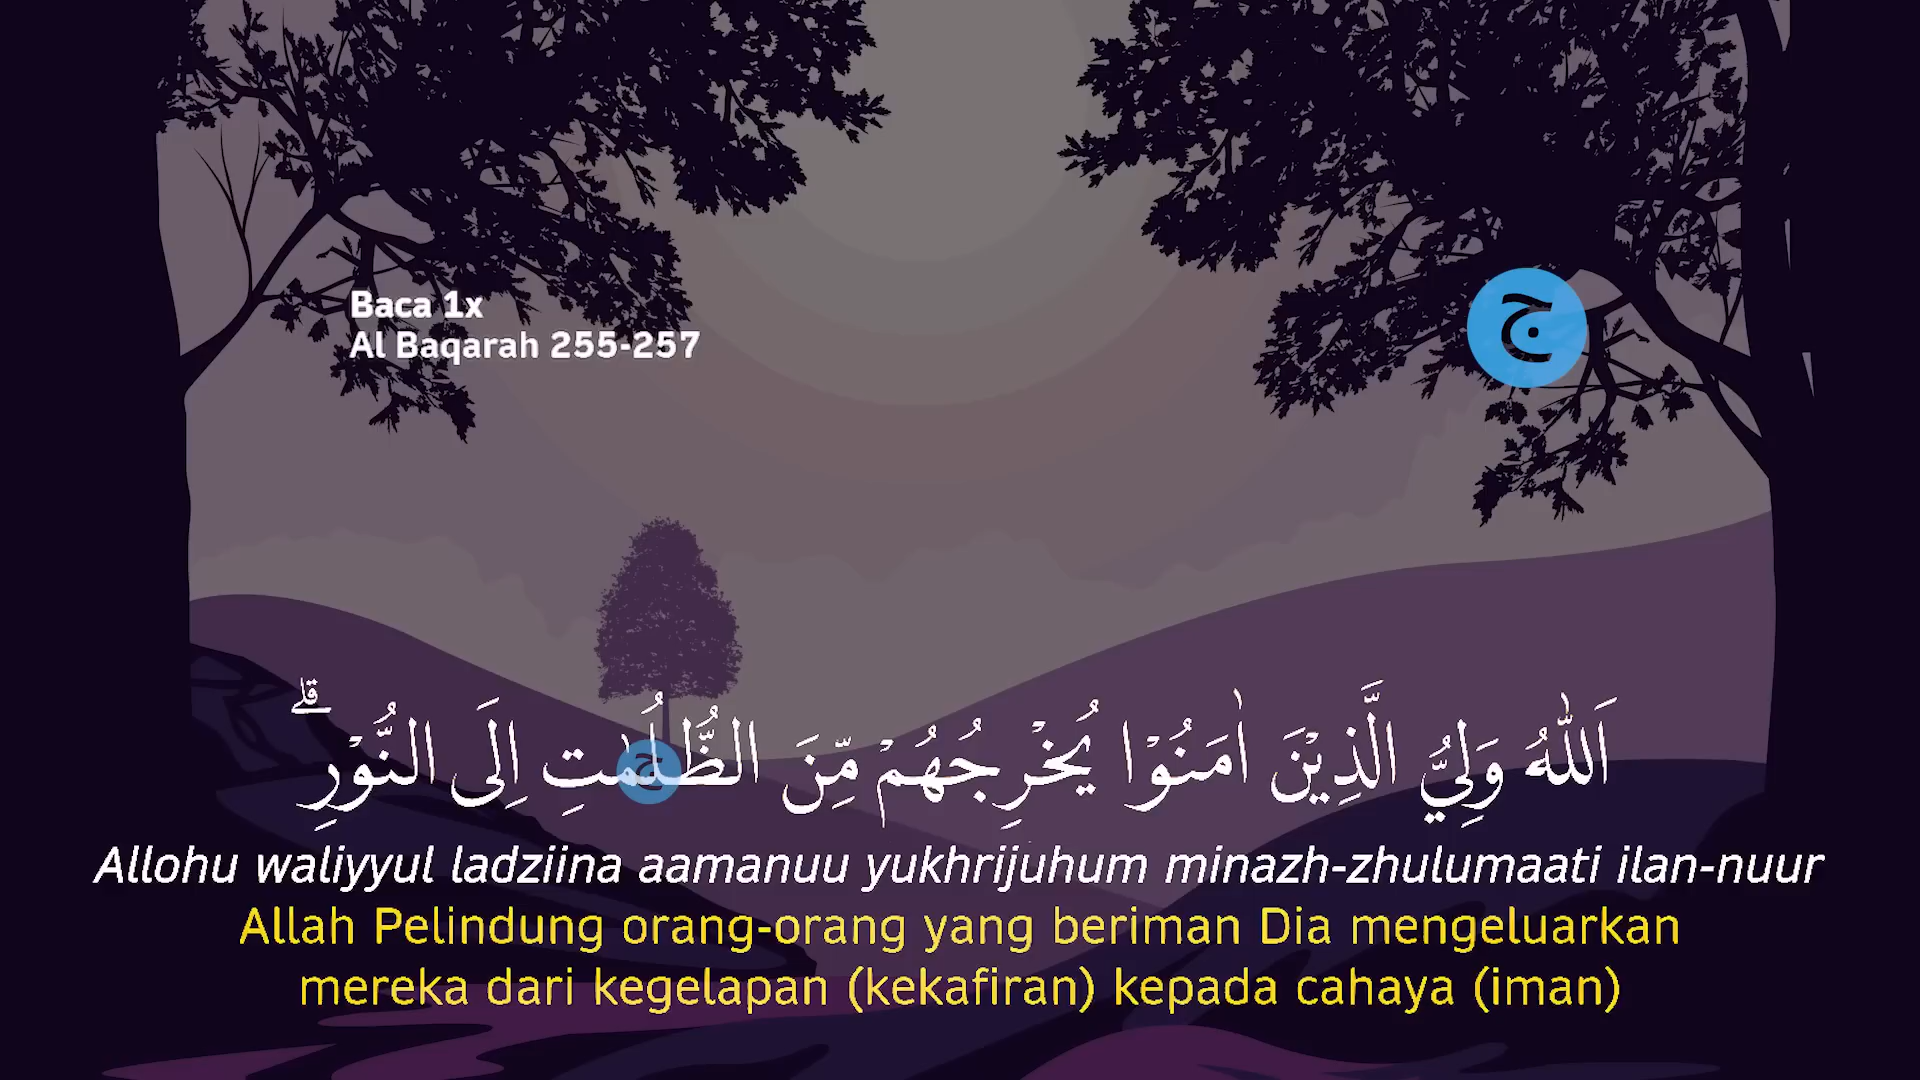 Baca 1x
Al Baqarah 255-257
ج
اَللّٰهُ وَلِيُّ الَّذِيْنَ اٰمَنُوْا يُخْرِجُهُمْ مِّنَ الظُّلُمٰتِ اِلَى النُّوْرِۗ
ج
Allohu waliyyul ladziina aamanuu yukhrijuhum minazh-zhulumaati ilan-nuur
Allah Pelindung orang-orang yang beriman Dia mengeluarkan
mereka dari kegelapan (kekafiran) kepada cahaya (iman)